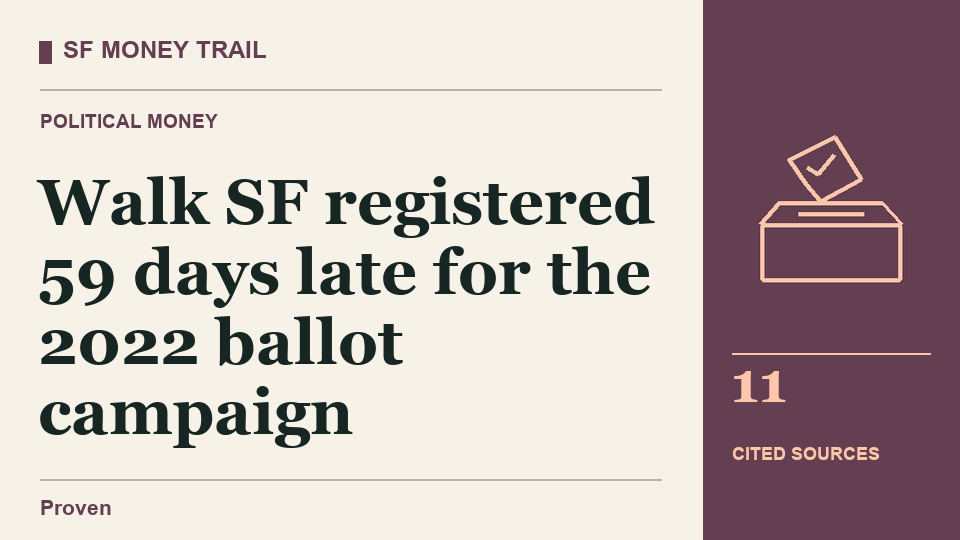 SF MONEY TRAIL
POLITICAL MONEY
Walk SF registered
59 days late for the
2022 ballot
campaign
Proven
11
CITED SOURCES